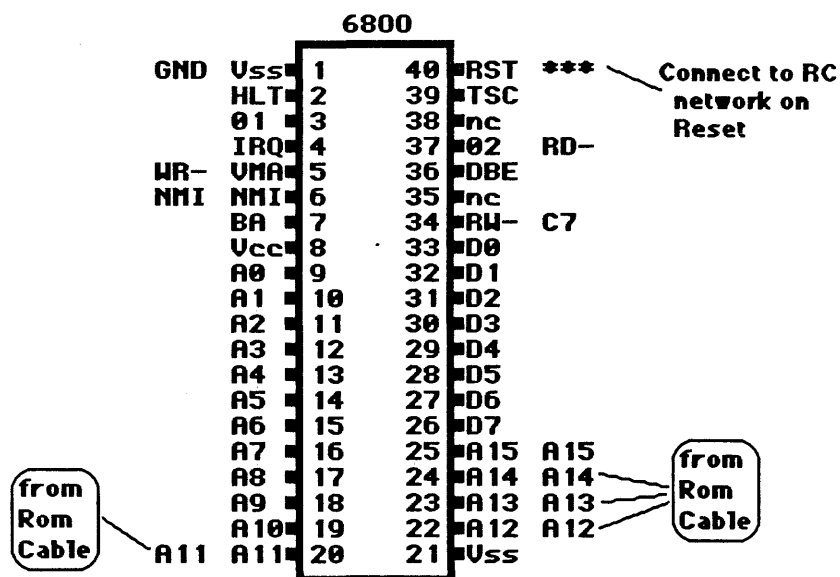 6800
GND Vss 1 40 RST *** Connect to RC
HLT 2 39 TSC network on
01 3 38 nc Reset
IRQ 4 37 02 RD-
WR- VMA 5 36 DBE
NMI NMI 6 35 nc
BA 7 34 RW- C7
Vcc 8 33 D0
A0 9 32 D1
A1 10 31 D2
A2 11 30 D3
A3 12 29 D4
A4 13 28 D5
A5 14 27 D6
A6 15 26 D7
A7 16 25 A15 A15
A8 17 24 A14 A14
A9 18 23 A13 A13
A10 19 22 A12 A12
A11 A11 20 21 Vss
from
Rom
Cable
from
Rom
Cable